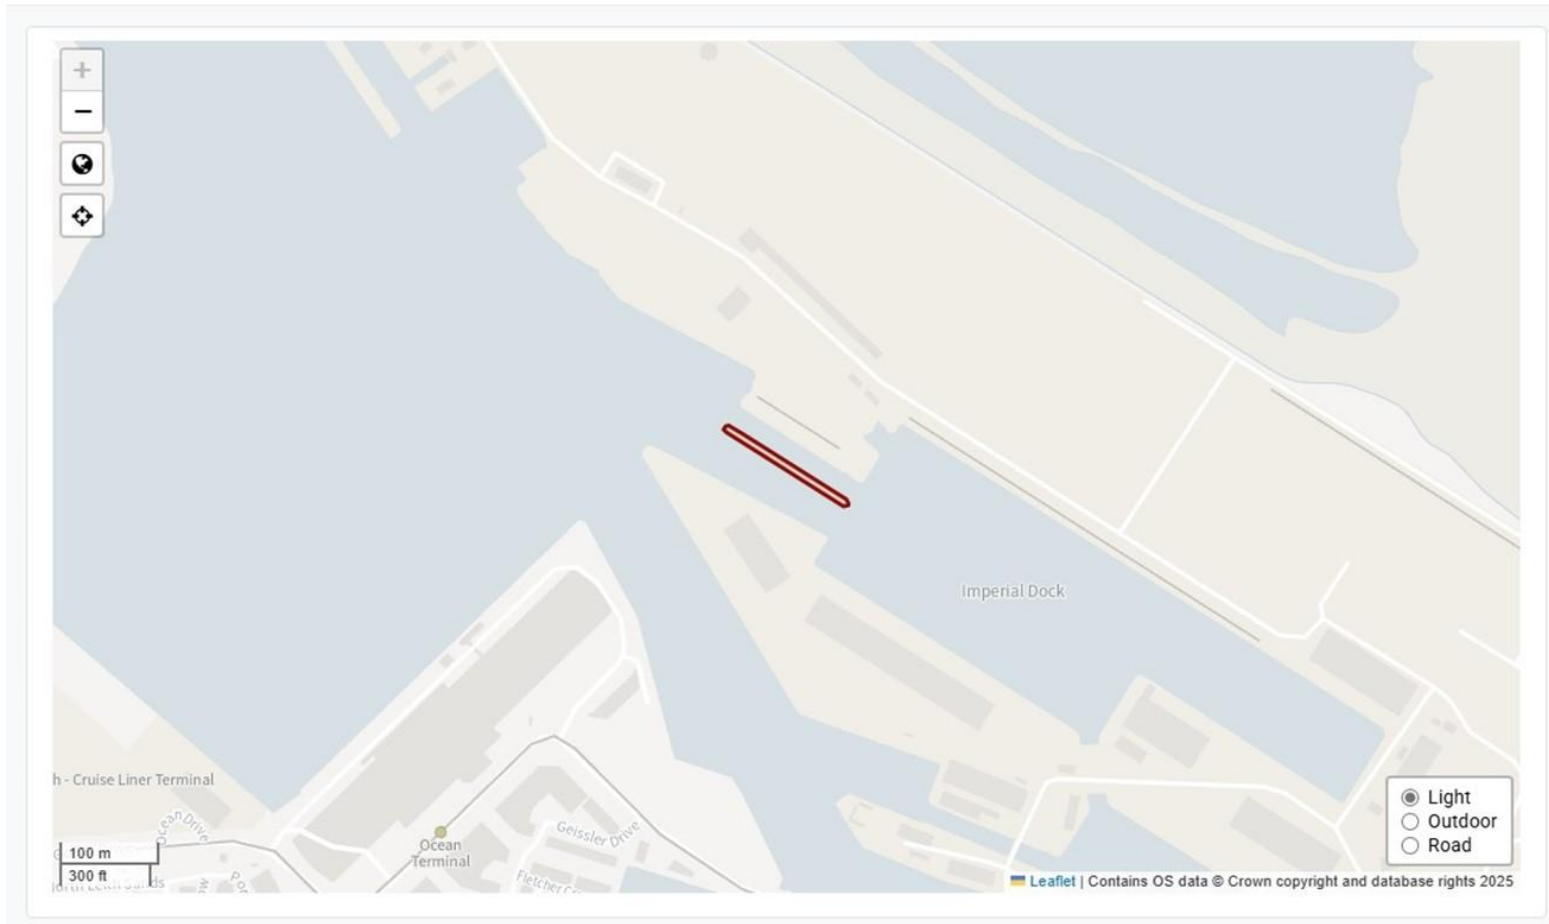 +
−
Imperial Dock
h - Cruise Liner Terminal
Ocean Drive
Ocean
Terminal
Geissler Drive
Light
Outdoor
Road
100 m
300 ft
Leaflet | Contains OS data © Crown copyright and database rights 2025